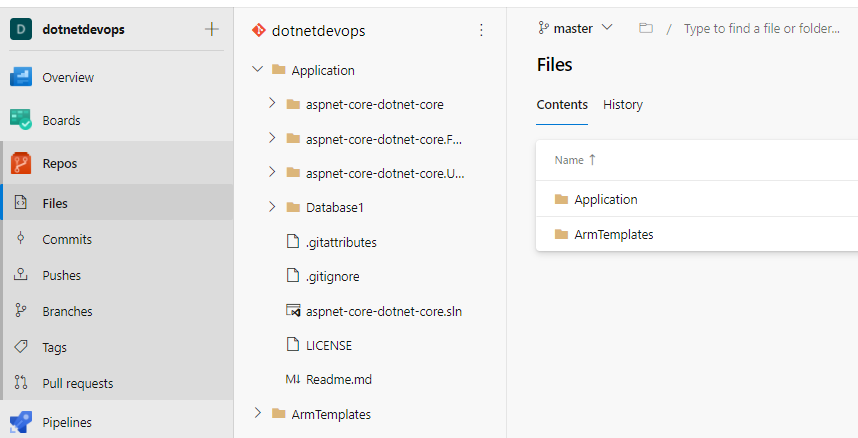 D dotnetdevops +
Overview
Boards
Repos
Files
Commits
Pushes
Branches
Tags
Pull requests
Pipelines
dotnetdevops
Application
aspnet-core-dotnet-core
aspnet-core-dotnet-core.F...
aspnet-core-dotnet-core.U...
Database1
.gitattributes
.gitignore
aspnet-core-dotnet-core.sln
LICENSE
M↓ Readme.md
ArmTemplates
master / Type to find a file or folder...
Files
Contents History
Name ↑
Application
ArmTemplates